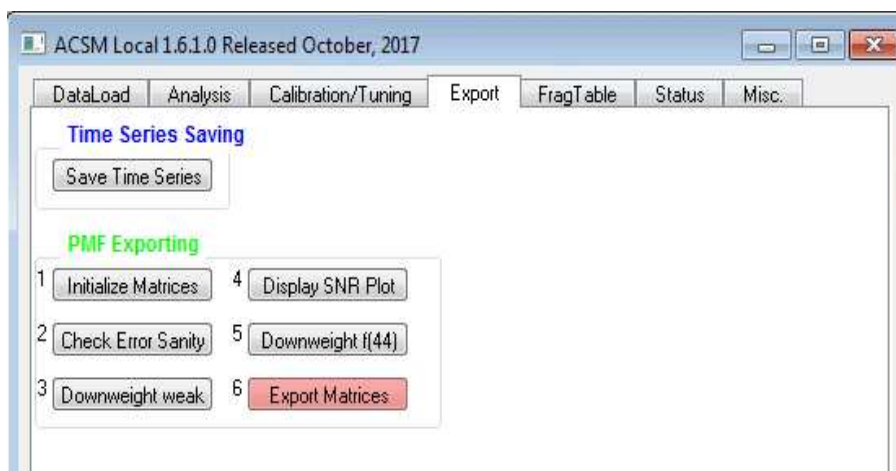 ACSM Local 1.6.1.0 Released October, 2017
DataLoad Analysis Calibration/Tuning Export FragTable Status Misc.
Time Series Saving
Save Time Series
PMF Exporting
1 Initialize Matrices 4 Display SNR Plot
2 Check Error Sanity 5 Downweight f(44)
3 Downweight weak 6 Export Matrices